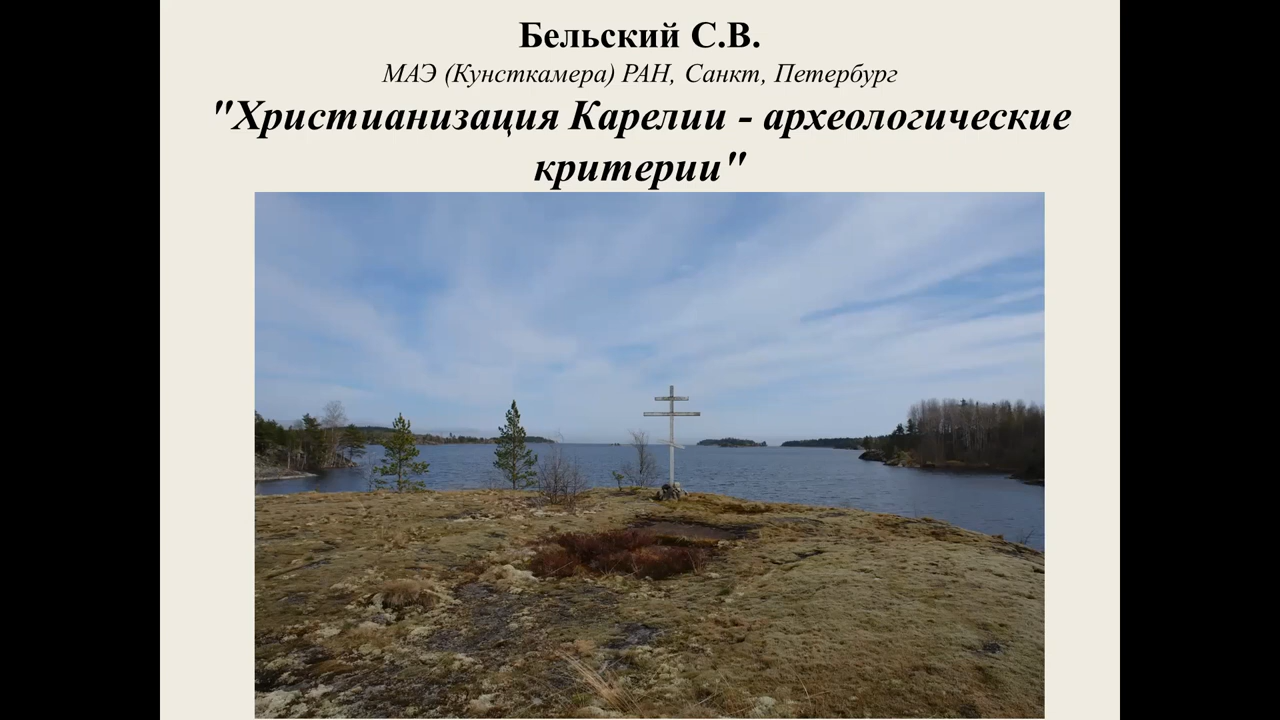 Бельский С.В.
МАЭ (Кунсткамера) РАН, Санкт, Петербург
"Христианизация Карелии - археологические
критерии"